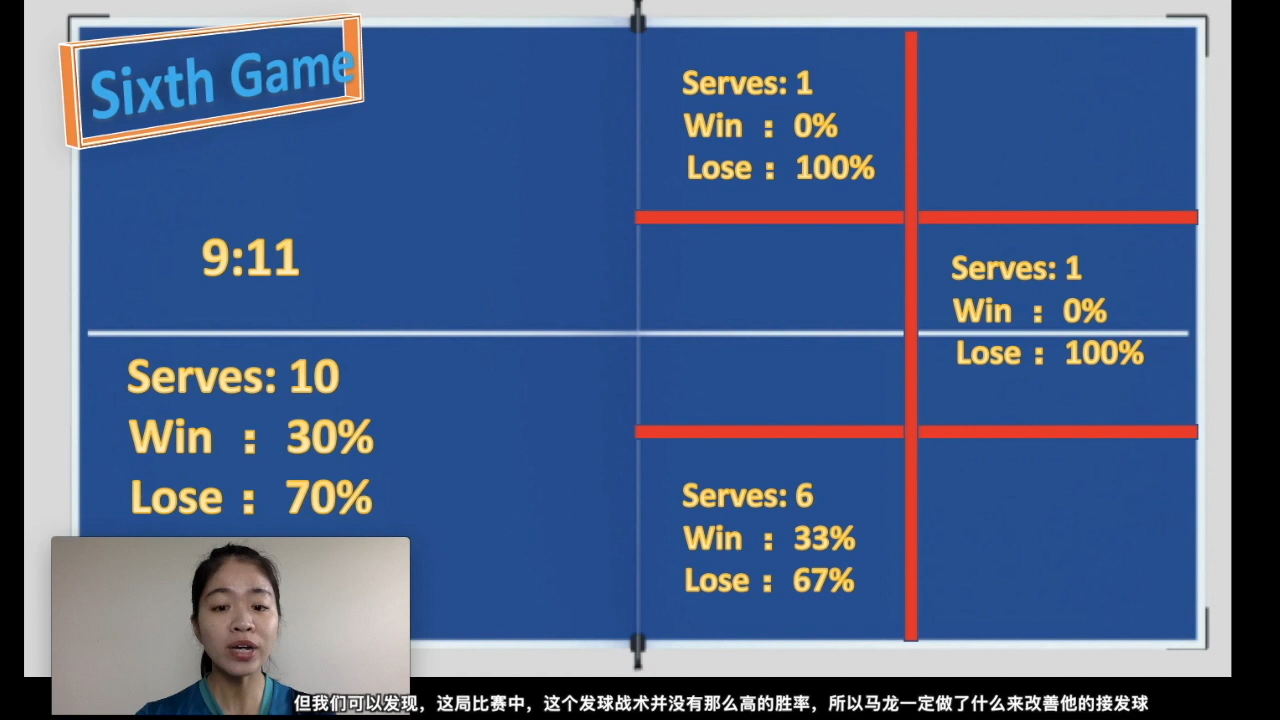 Sixth Game
9:11
Serves: 10
Win : 30%
Lose : 70%
Serves: 1
Win : 0%
Lose : 100%
Serves: 1
Win : 0%
Lose : 100%
Serves: 6
Win : 33%
Lose : 67%
但我们可以发现，这局比赛中，这个发球战术并没有那么高的胜率，所以马龙一定做了什么来改善他的接发球